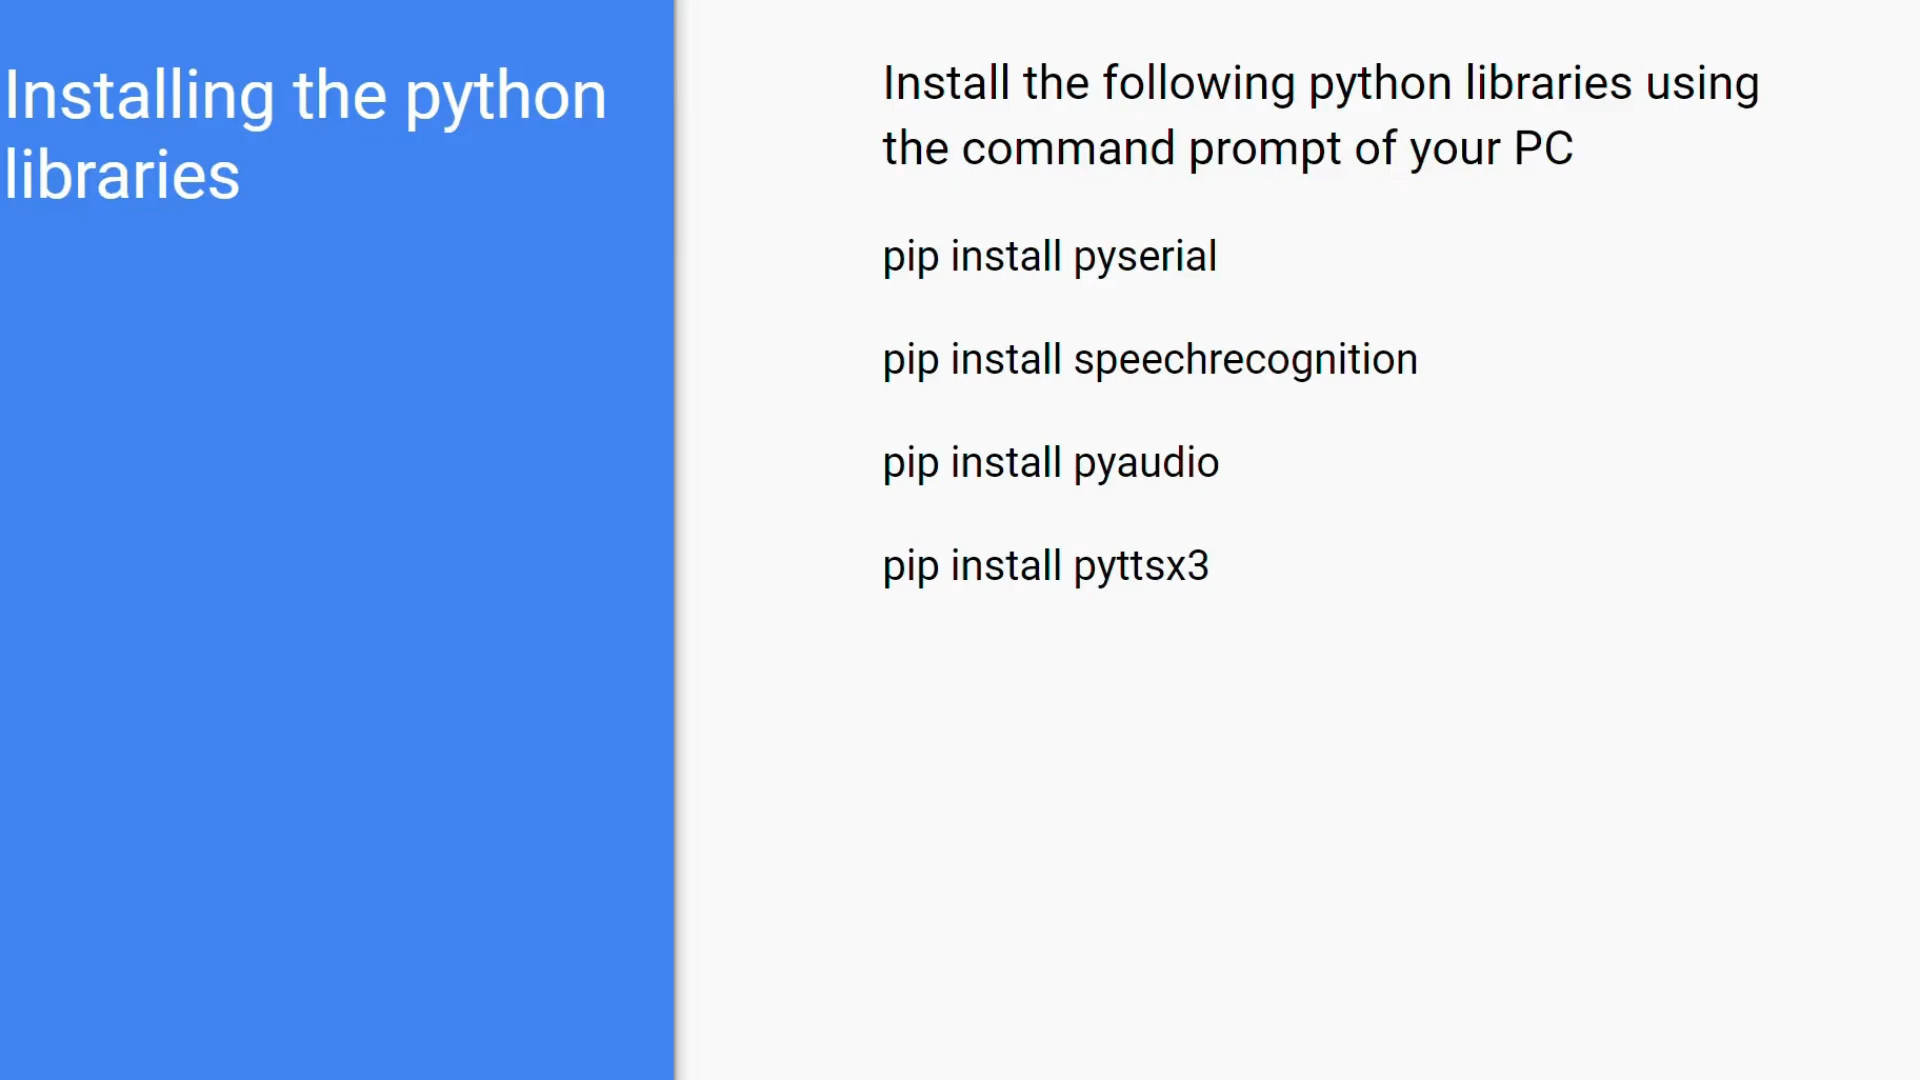 Installing the python
libraries
Install the following python libraries using
the command prompt of your PC
pip install pyserial
pip install speechrecognition
pip install pyaudio
pip install pyttsx3